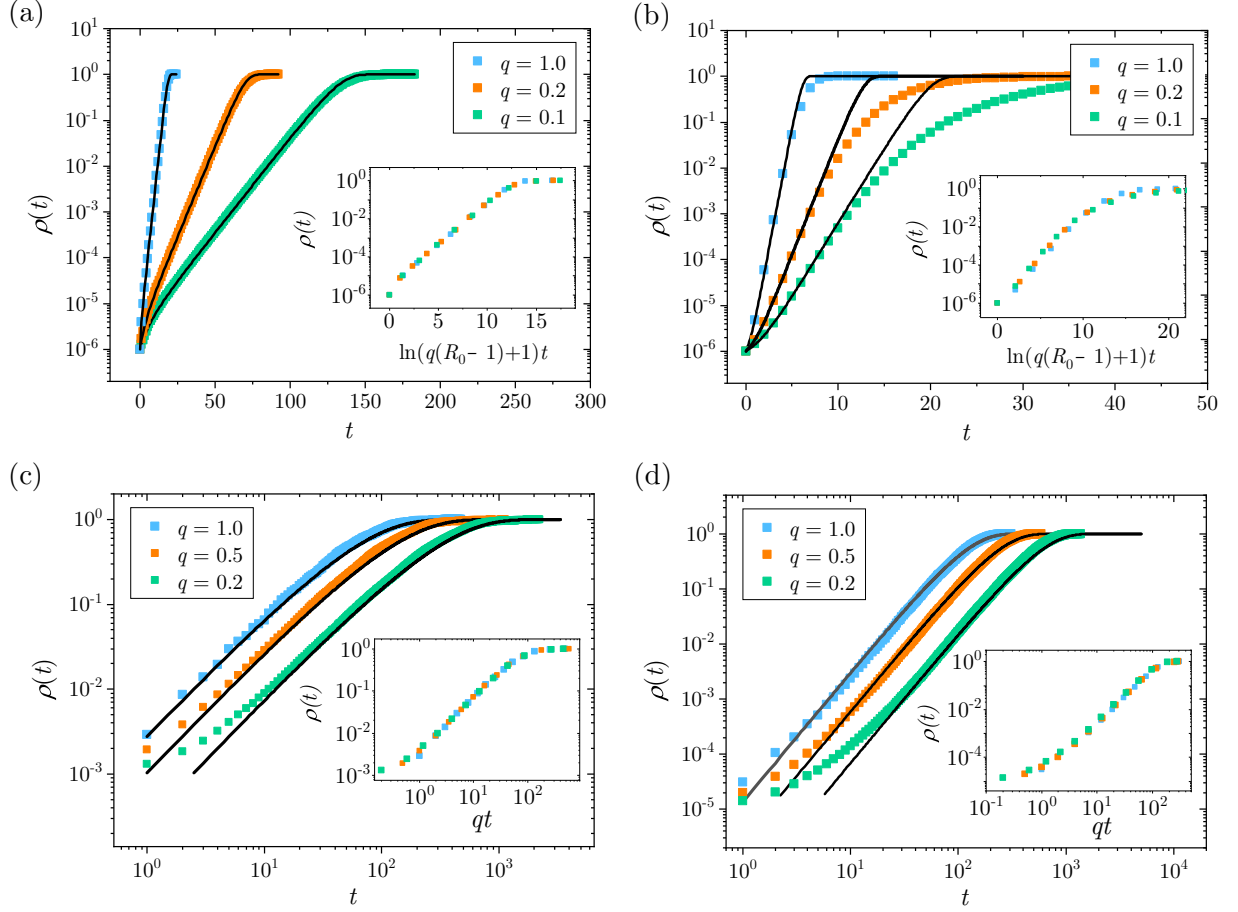 (a)
10^1
10^0
10^{-1}
10^{-2}
10^{-3}
10^{-4}
10^{-5}
10^{-6}
ρ(t)
0 50 100 150 200 250 300
t
q = 1.0
q = 0.2
q = 0.1
10^0
10^{-2}
10^{-4}
10^{-6}
ρ(t)
0 5 10 15
ln(q(R_0− 1)+1)t
(b)
10^1
10^0
10^{-1}
10^{-2}
10^{-3}
10^{-4}
10^{-5}
10^{-6}
ρ(t)
0 10 20 30 40 50
t
q = 1.0
q = 0.2
q = 0.1
10^0
10^{-2}
10^{-4}
10^{-6}
ρ(t)
0 10 20
ln(q(R_0− 1)+1)t
(c)
10^0
10^{-1}
10^{-2}
10^{-3}
ρ(t)
10^0 10^1 10^2 10^3
t
q = 1.0
q = 0.5
q = 0.2
10^0
10^{-1}
10^{-2}
10^{-3}
ρ(t)
10^0 10^1 10^2
qt
(d)
10^0
10^{-1}
10^{-2}
10^{-3}
10^{-4}
10^{-5}
ρ(t)
10^0 10^1 10^2 10^3 10^4
t
q = 1.0
q = 0.5
q = 0.2
10^0
10^{-2}
10^{-4}
ρ(t)
10^{-1} 10^0 10^1 10^2
qt